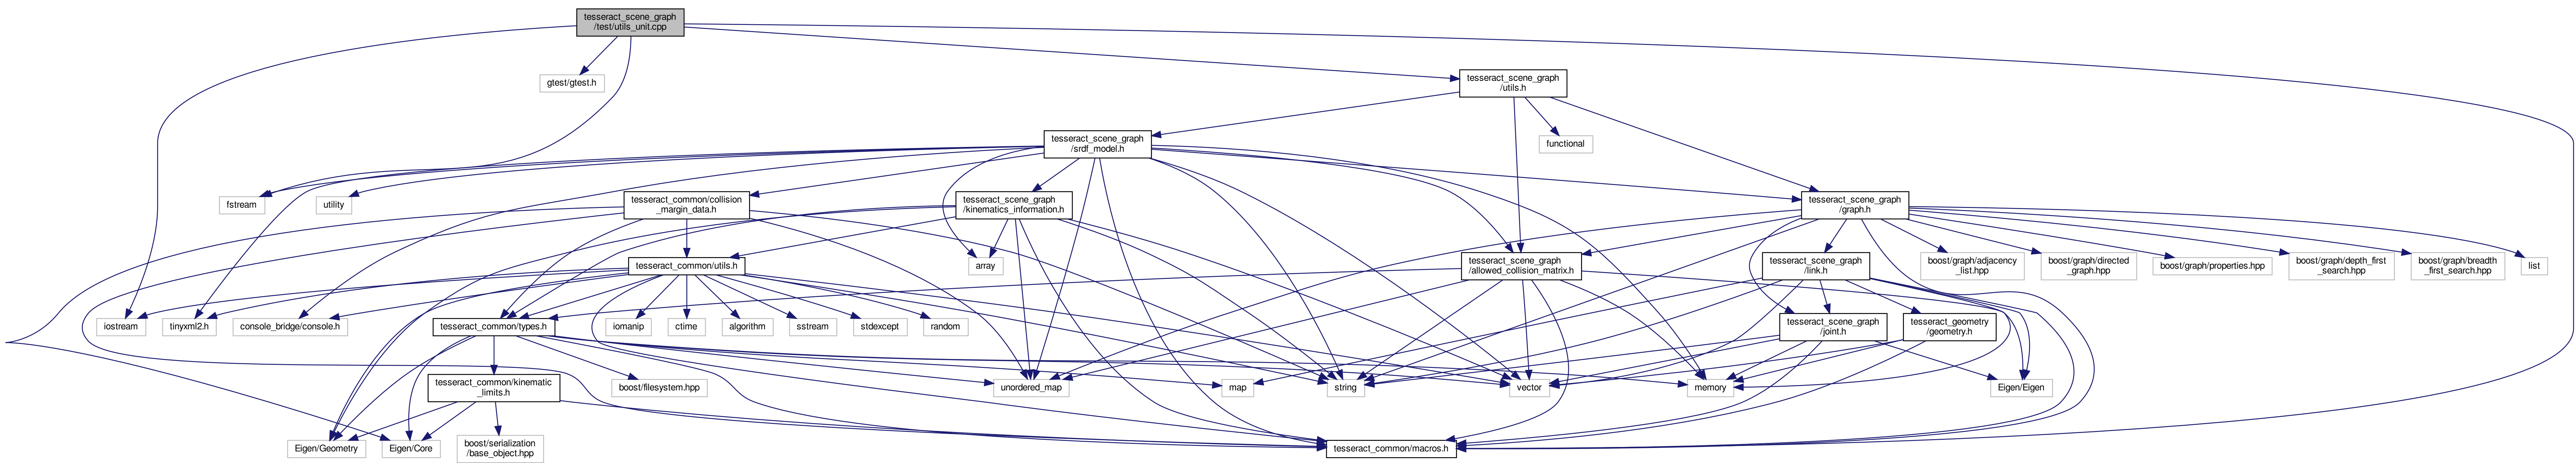 tesseract_scene_graph
/test/utils_unit.cpp
gtest/gtest.h
tesseract_scene_graph
/utils.h
tesseract_scene_graph
/srdf_model.h
functional
fstream
utility
tesseract_common/collision
_margin_data.h
tesseract_scene_graph
/kinematics_information.h
tesseract_scene_graph
/graph.h
tesseract_common/utils.h
array
tesseract_scene_graph
/allowed_collision_matrix.h
tesseract_scene_graph
/link.h
boost/graph/adjacency
_list.hpp
boost/graph/directed
_graph.hpp
boost/graph/properties.hpp
boost/graph/depth_first
_search.hpp
boost/graph/breadth
_first_search.hpp
list
iostream
tinyxml2.h
console_bridge/console.h
tesseract_common/types.h
iomanip
ctime
algorithm
sstream
stdexcept
random
tesseract_scene_graph
/joint.h
tesseract_geometry
/geometry.h
tesseract_common/kinematic
_limits.h
boost/filesystem.hpp
unordered_map
map
string
vector
memory
Eigen/Eigen
Eigen/Geometry
Eigen/Core
boost/serialization
/base_object.hpp
tesseract_common/macros.h